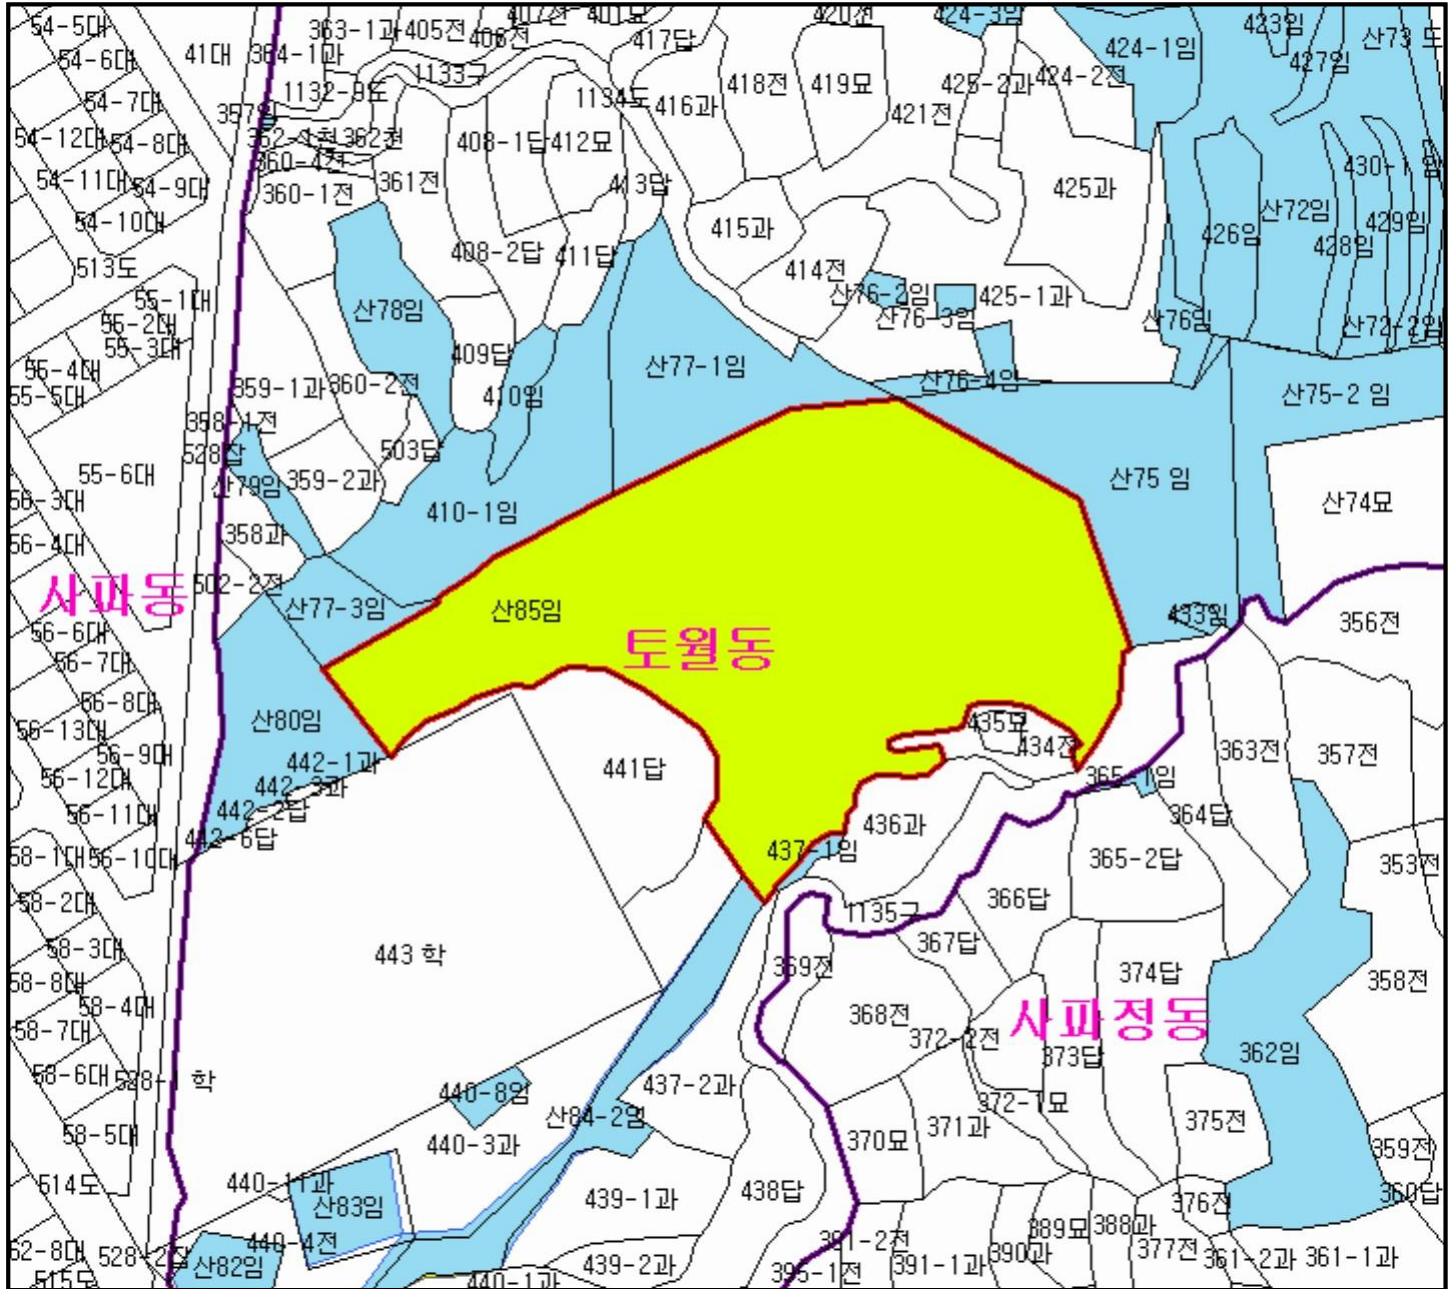 54-5대
363-1과
405전
406전
407전
401묘
420전
424-3임
423임
산73 도
54-6대
41대
364-1과
417답
424-1임
427임
54-7대
1132-9도
1133구
1134도
416과
418전
419묘
421전
425-2과
424-2전
54-12대
54-8대
362전
408-1답
412묘
430-1 임
54-11대
54-9대
361전
413답
425과
360-1전
54-10대
415과
산72임
429임
426임
428임
408-2답
411답
513도
414전
55-1대
산76-2임
425-1과
산78임
55-2대
산76-3임
산76임
산72-2임
55-3대
409답
산77-1임
55-4대
359-1과
360-2전
산76-4임
55-5대
410임
산75-2 임
358-1전
528잡
503답
55-6대
산79임
359-2과
산75 임
56-3대
410-1임
산74묘
56-4대
358과
사파동
502-2전
산77-3임
산85임
433임
356전
56-6대
토월동
56-7대
56-8대
산80임
435묘
56-13대
434전
363전
357전
56-9대
442-1과
441답
56-12대
442-3과
365-1임
56-11대
442-2답
436과
364답
442-6답
437-1임
58-1대
56-10대
365-2답
353전
58-2대
366답
1135구
58-3대
443 학
367답
369전
374답
58-8대
358전
58-4대
사파정동
58-7대
368전
372-2전
373답
362임
58-6대
528-1 학
440-8임
437-2과
372-1묘
산84-2임
371과
375전
58-5대
440-3과
370묘
359전
514도
440-11과
439-1과
438답
376전
360답
산83임
389묘
388과
440-4전
391-2전
62-8대
528-2잡
산82임
439-2과
391-1과
390과
377전
361-2과
361-1과
515도
440-1과
395-1전